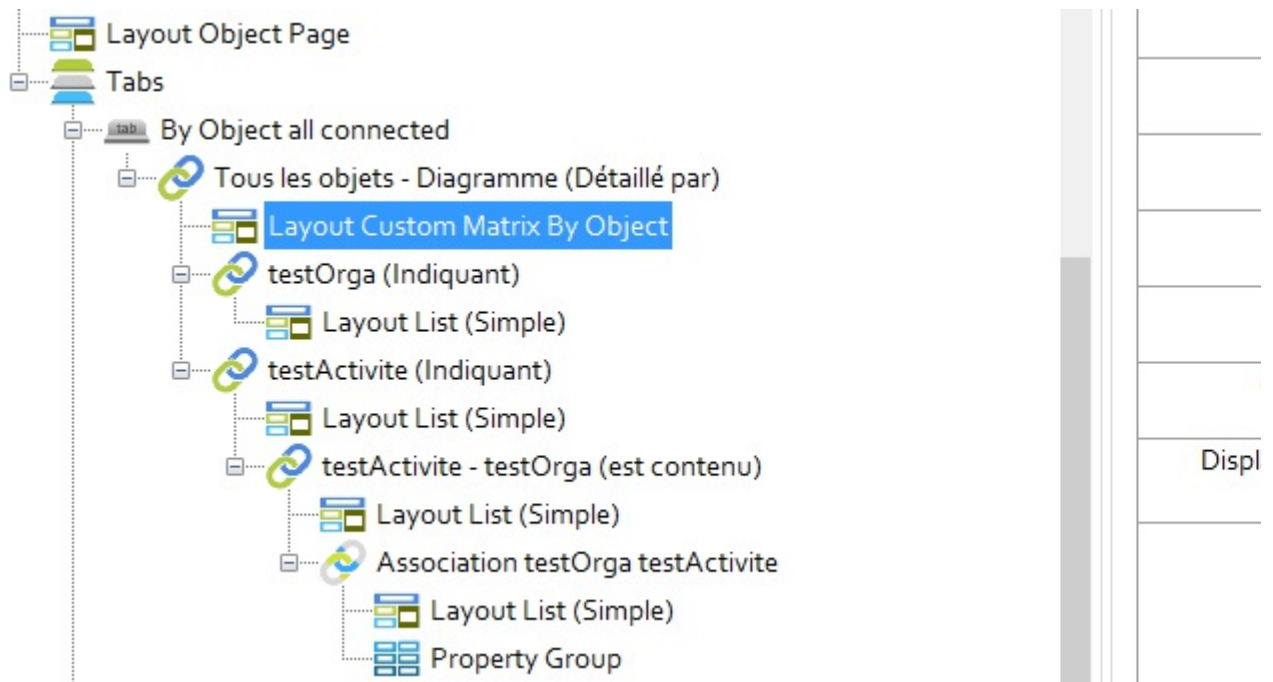 Layout Object Page
Tabs
tab By Object all connected
Tous les objets - Diagramme (Détaillé par)
Layout Custom Matrix By Object
testOrga (Indiquant)
Layout List (Simple)
testActivite (Indiquant)
Layout List (Simple)
Displ
testActivite - testOrga (est contenu)
Layout List (Simple)
Association testOrga testActivite
Layout List (Simple)
Property Group